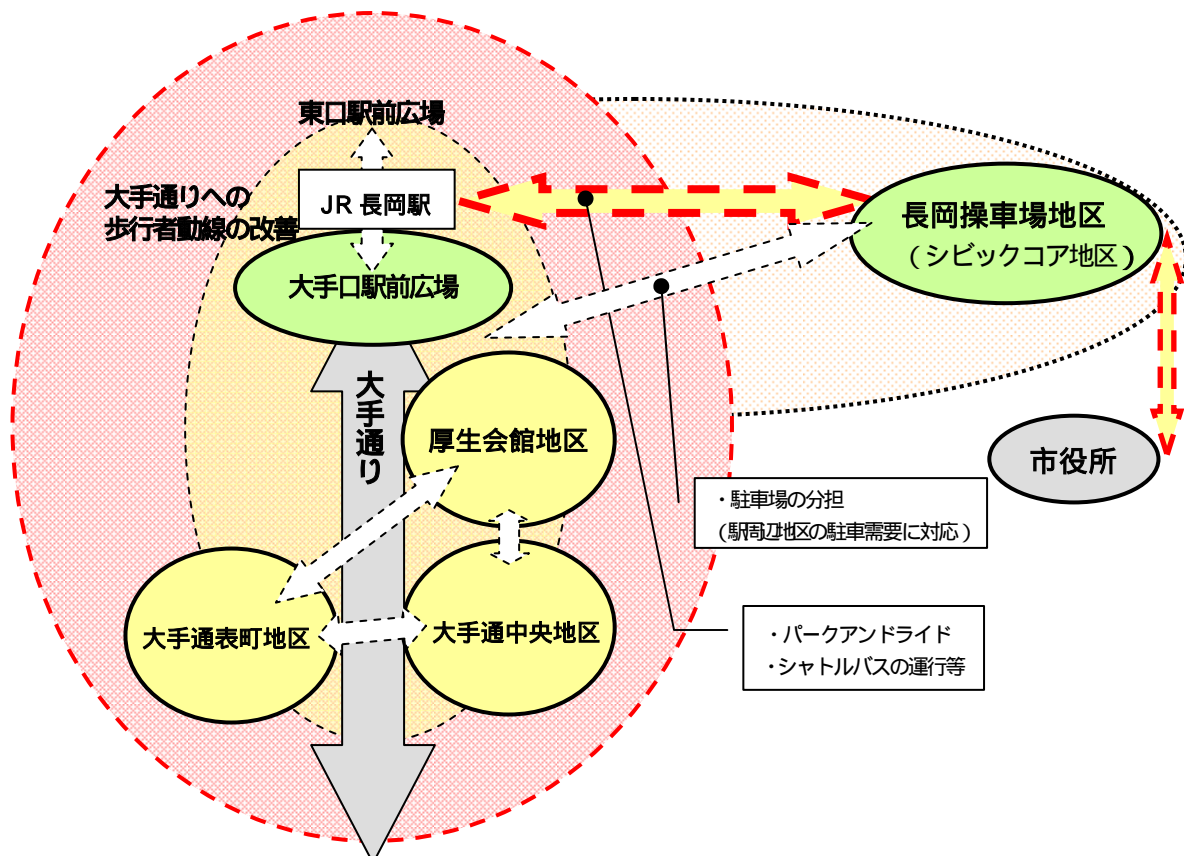 東口駅前広場
大手通りへの
歩行者動線の改善
JR 長岡駅
大手口駅前広場
長岡操車場地区
（シビックコア地区）
大手通り
厚生会館地区
市役所
・駐車場の分担
（駅周辺地区の駐車需要に対応）
大手通表町地区
大手通中央地区
・パークアンドライド
・シャトルバスの運行等